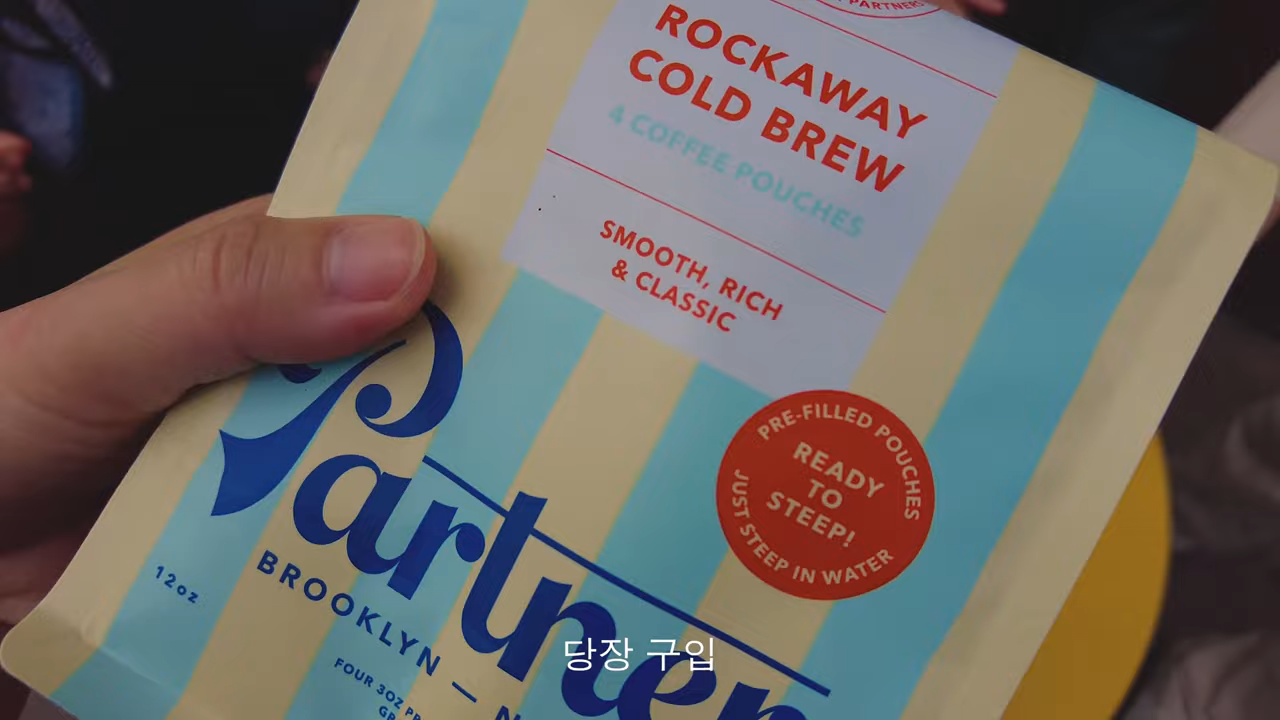 PARTNERS
ROCKAWAY
COLD BREW
4 COFFEE POUCHES
SMOOTH, RICH
& CLASSIC
PRE-FILLED POUCHES
READY
TO
STEEP!
JUST STEEP IN WATER
Partners
BROOKLYN — N
12oz
FOUR 3OZ
당장 구입